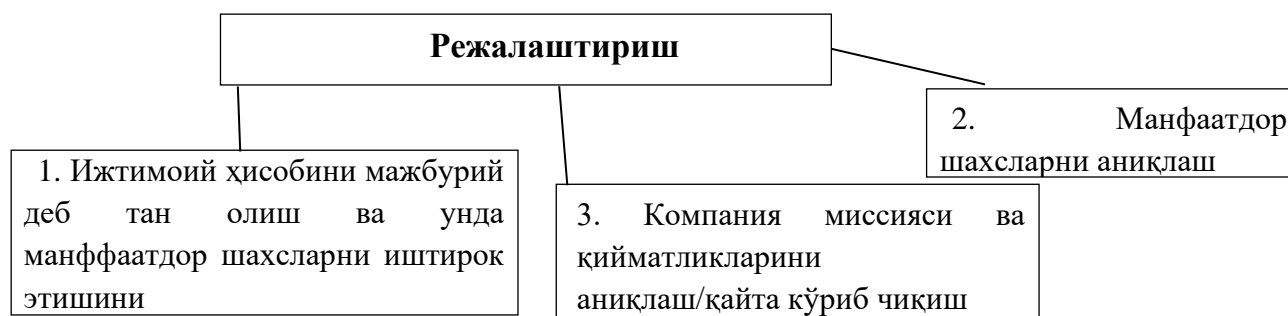 Режалаштириш
1. Ижтимоий ҳисобини мажбурий
деб тан олиш ва унда
манффаатдор шахсларни иштирок
этишини
2. Манфаатдор
шахсларни аниқлаш
3. Компания миссияси ва
қийматликларини
аниқлаш/қайта кўриб чиқиш